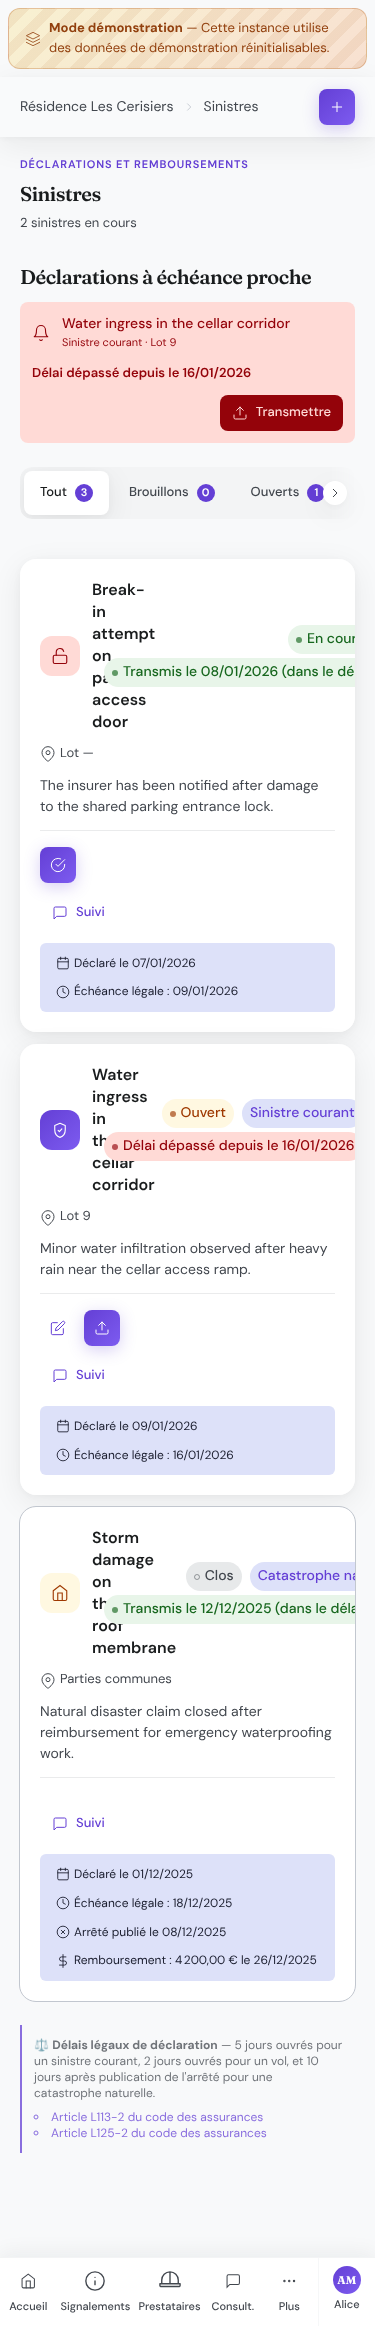 Mode démonstration — Cette instance utilise
des données de démonstration réinitialisables.
Résidence Les Cerisiers > Sinistres
DÉCLARATIONS ET REMBOURSEMENTS
Sinistres
2 sinistres en cours
Déclarations à échéance proche
Water ingress in the cellar corridor
Sinistre courant · Lot 9
Délai dépassé depuis le 16/01/2026
Transmettre
Tout 3 Brouillons 0 Ouverts 1
Break-
in
attempt
on
access
door
En cour
Transmis le 08/01/2026 (dans le dé
Lot —
The insurer has been notified after damage
to the shared parking entrance lock.
Suivi
Déclaré le 07/01/2026
Échéance légale : 09/01/2026
Water
ingress
in
cellar
corridor
Ouvert Sinistre courant
Délai dépassé depuis le 16/01/2026
Lot 9
Minor water infiltration observed after heavy
rain near the cellar access ramp.
Suivi
Déclaré le 09/01/2026
Échéance légale : 16/01/2026
Storm
damage
on
roof
membrane
Clos Catastrophe na
Transmis le 12/12/2025 (dans le déla
Parties communes
Natural disaster claim closed after
reimbursement for emergency waterproofing
work.
Suivi
Déclaré le 01/12/2025
Échéance légale : 18/12/2025
Arrêté publié le 08/12/2025
Remboursement : 4 200,00 € le 26/12/2025
⚖️ Délais légaux de déclaration — 5 jours ouvrés pour
un sinistre courant, 2 jours ouvrés pour un vol, et 10
jours après publication de l'arrêté pour une
catastrophe naturelle.
Article L113-2 du code des assurances
Article L125-2 du code des assurances
AM
Accueil Signalements Prestataires Consult. Plus Alice